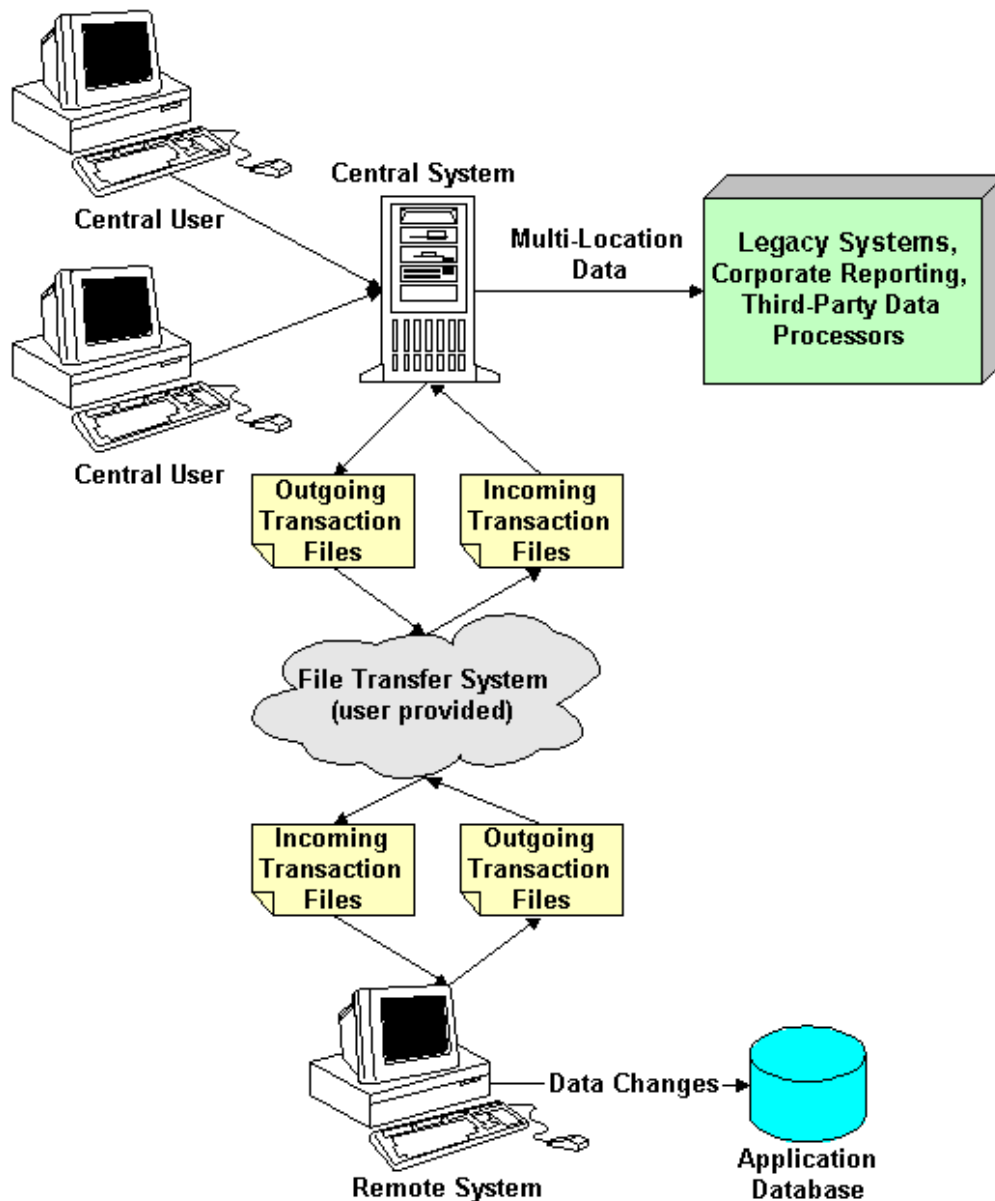 Central User
Central System
Multi-Location
Data
Legacy Systems,
Corporate Reporting,
Third-Party Data
Processors
Central User
Outgoing
Transaction
Files
Incoming
Transaction
Files
File Transfer System
(user provided)
Incoming
Transaction
Files
Outgoing
Transaction
Files
Data Changes
Remote System
Application
Database